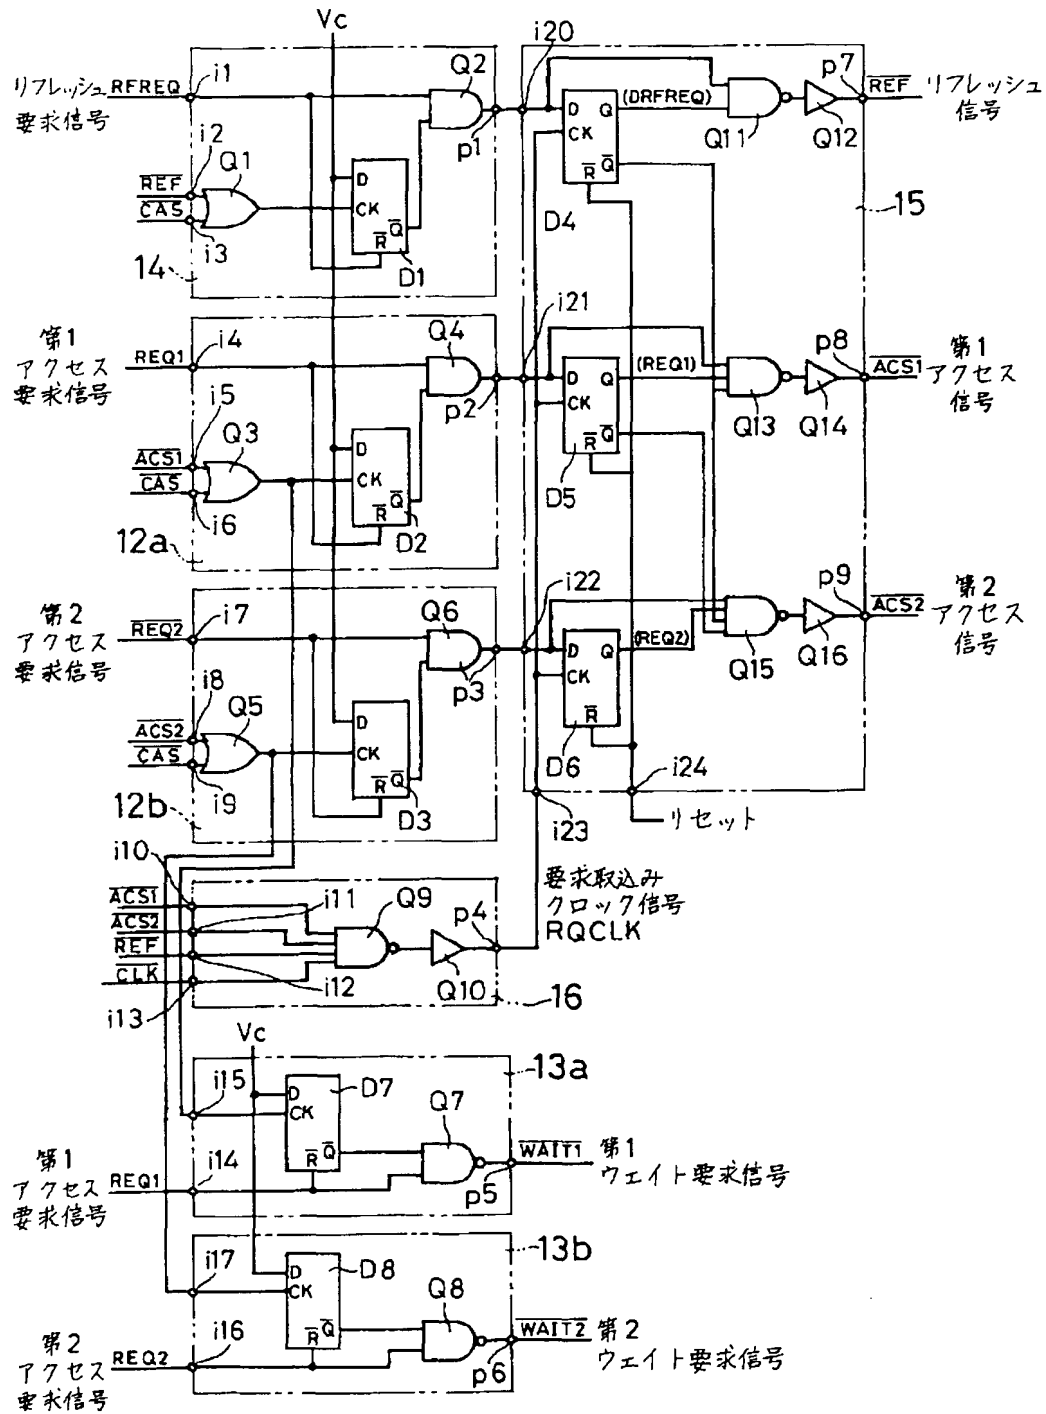 Vc
i20
リフレッシュ
要求信号
RFREQ
i1
Q2
p1
i2
Q1
REF
CAS
i3
D
CK
Q
R
D1
14
D
CK
Q
(DRFREQ)
Q
R
D4
Q11
Q12
p7
REF
リフレッシュ
信号
15
第1
アクセス
要求信号
REQ1
i4
Q4
p2
i21
i5
Q3
ACS1
CAS
i6
D
CK
Q
R
D2
12a
D
CK
Q
(REQ1)
Q
R
D5
Q13
Q14
p8
ACS1
第1
アクセス
信号
第2
アクセス
要求信号
REQ2
i7
Q6
p3
i22
i8
Q5
ACS2
CAS
i9
D
CK
Q
R
D3
12b
D
CK
Q
(REQ2)
R
D6
Q15
Q16
p9
ACS2
第2
アクセス
信号
i23
i24
リセット
i10
ACS1
ACS2
REF
CLK
i11
i12
i13
Q9
Q10
p4
16
要求取込み
クロック信号
RQCLK
Vc
13a
i15
D
CK
Q
R
D7
Q7
p5
WAIT1
第1
ウェイト要求信号
第1
アクセス
要求信号
REQ1
i14
13b
i17
D
CK
Q
R
D8
Q8
p6
WAIT2
第2
ウェイト要求信号
第2
アクセス
要求信号
REQ2
i16